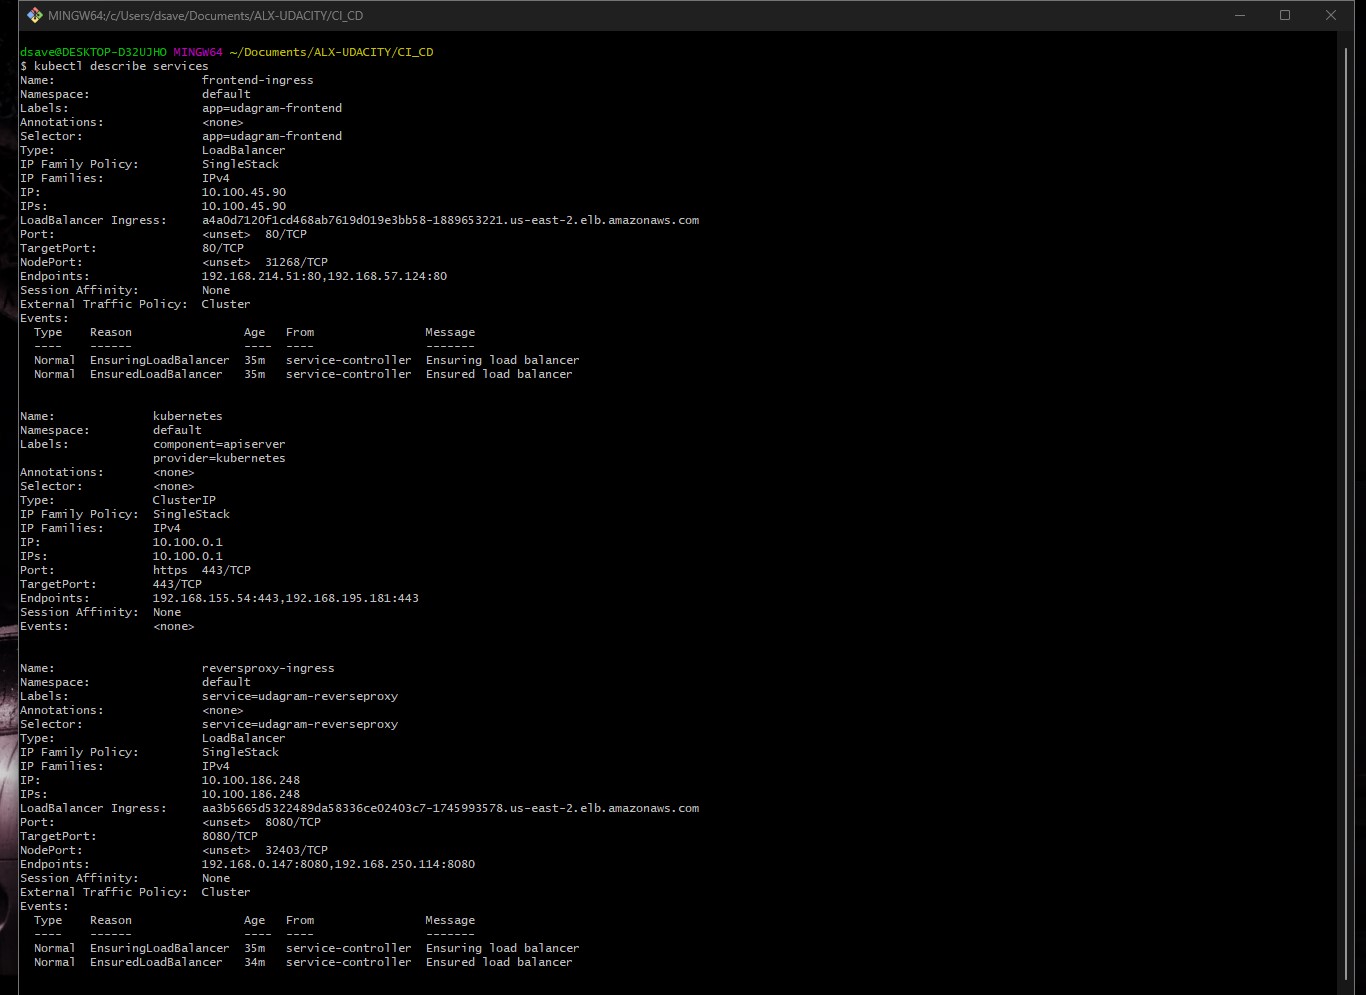 MINGW64:/c/Users/dsave/Documents/ALX-UDACITY/CI_CD
dsave@DESKTOP-D32UJHO MINGW64 ~/Documents/ALX-UDACITY/CI_CD
$ kubectl describe services
Name:                     frontend-ingress
Namespace:                default
Labels:                   app=udagram-frontend
Annotations:              <none>
Selector:                 app=udagram-frontend
Type:                     LoadBalancer
IP Family Policy:         SingleStack
IP Families:              IPv4
IP:                       10.100.45.90
IPs:                      10.100.45.90
LoadBalancer Ingress:     a4a0d7120f1cd468ab7619d019e3bb58-1889653221.us-east-2.elb.amazonaws.com
Port:                     <unset>  80/TCP
TargetPort:               80/TCP
NodePort:                 <unset>  31268/TCP
Endpoints:                192.168.214.51:80,192.168.57.124:80
Session Affinity:         None
External Traffic Policy:  Cluster
Events:
  Type    Reason                Age   From                Message
  ----    ------                ----  ----                -------
  Normal  EnsuringLoadBalancer  35m   service-controller  Ensuring load balancer
  Normal  EnsuredLoadBalancer   35m   service-controller  Ensured load balancer
Name:              kubernetes
Namespace:         default
Labels:            component=apiserver
                   provider=kubernetes
Annotations:       <none>
Selector:          <none>
Type:              ClusterIP
IP Family Policy:  SingleStack
IP Families:       IPv4
IP:                10.100.0.1
IPs:               10.100.0.1
Port:              https  443/TCP
TargetPort:        443/TCP
Endpoints:         192.168.155.54:443,192.168.195.181:443
Session Affinity:  None
Events:            <none>
Name:                     reversproxy-ingress
Namespace:                default
Labels:                   service=udagram-reverseproxy
Annotations:              <none>
Selector:                 service=udagram-reverseproxy
Type:                     LoadBalancer
IP Family Policy:         SingleStack
IP Families:              IPv4
IP:                       10.100.186.248
IPs:                      10.100.186.248
LoadBalancer Ingress:     aa3b5665d5322489da58336ce02403c7-1745993578.us-east-2.elb.amazonaws.com
Port:                     <unset>  8080/TCP
TargetPort:               8080/TCP
NodePort:                 <unset>  32403/TCP
Endpoints:                192.168.0.147:8080,192.168.250.114:8080
Session Affinity:         None
External Traffic Policy:  Cluster
Events:
  Type    Reason                Age   From                Message
  ----    ------                ----  ----                -------
  Normal  EnsuringLoadBalancer  35m   service-controller  Ensuring load balancer
  Normal  EnsuredLoadBalancer   34m   service-controller  Ensured load balancer